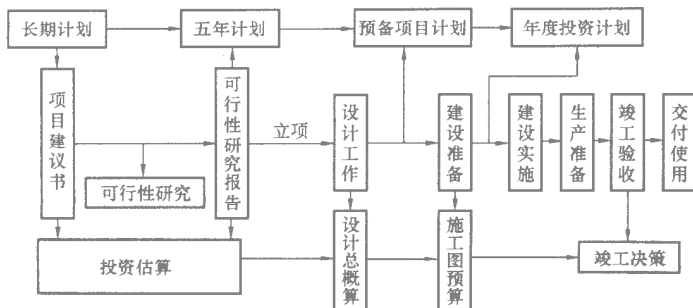 长期计划
五年计划
预备项目计划
年度投资计划
项目建议书
可行性研究
可行性研究报告
立项
设计工作
建设准备
建设实施
生产准备
竣工验收
交付使用
投资估算
设计总概算
施工图预算
竣工决策